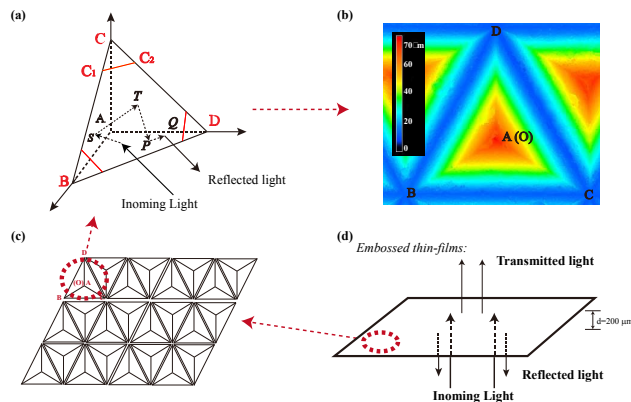 (a)
C
C₁
C₂
T
A
D
S
Q
P
B
Reflected light
Inoming Light
(b)
70□m
60
40
20
0
D
A (O)
B
C
(c)
D
(O)A
B
(d)
Embossed thin-films:
Transmitted light
d=200 μm
Reflected light
Inoming Light